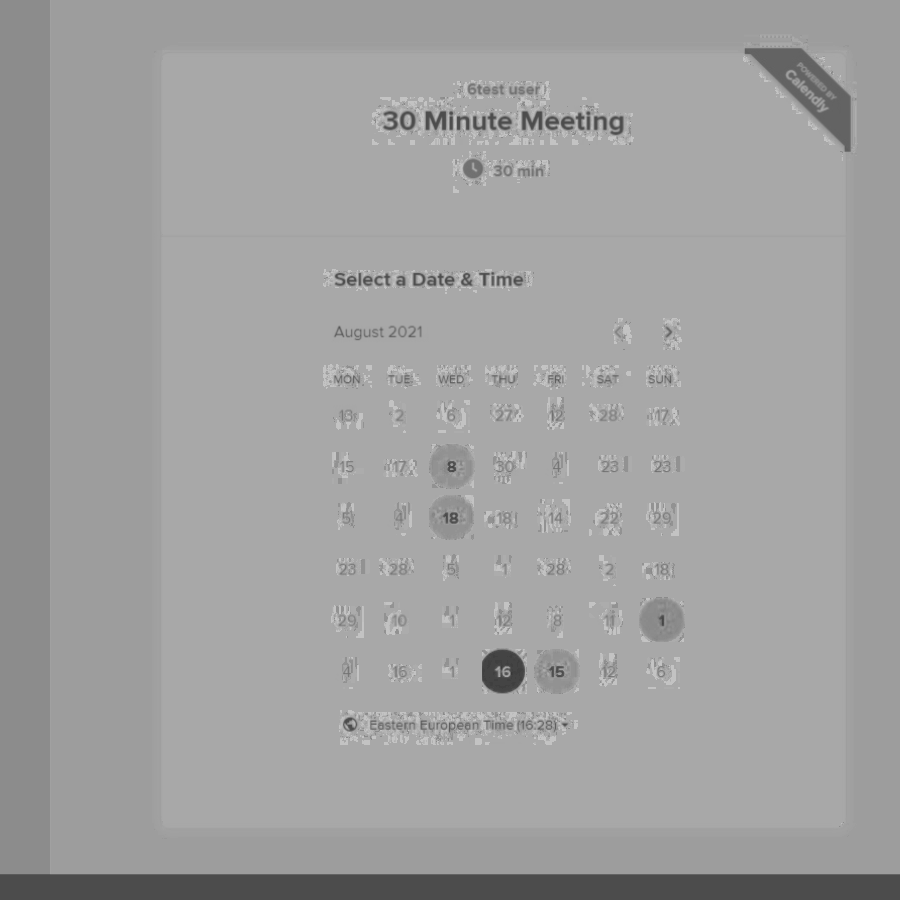 POWERED BY
Calendly
6test user
30 Minute Meeting
30 min
Select a Date & Time
August 2021
MON TUE WED THU FRI SAT SUN
13 2 6 27 12 28 17
15 17 8 30 4 23 23
5 4 18 18 14 22 29
23 28 5 1 28 2 18
29 10 1 12 8 11 1
4 16 1 16 15 12 6
Eastern European Time (16:28)